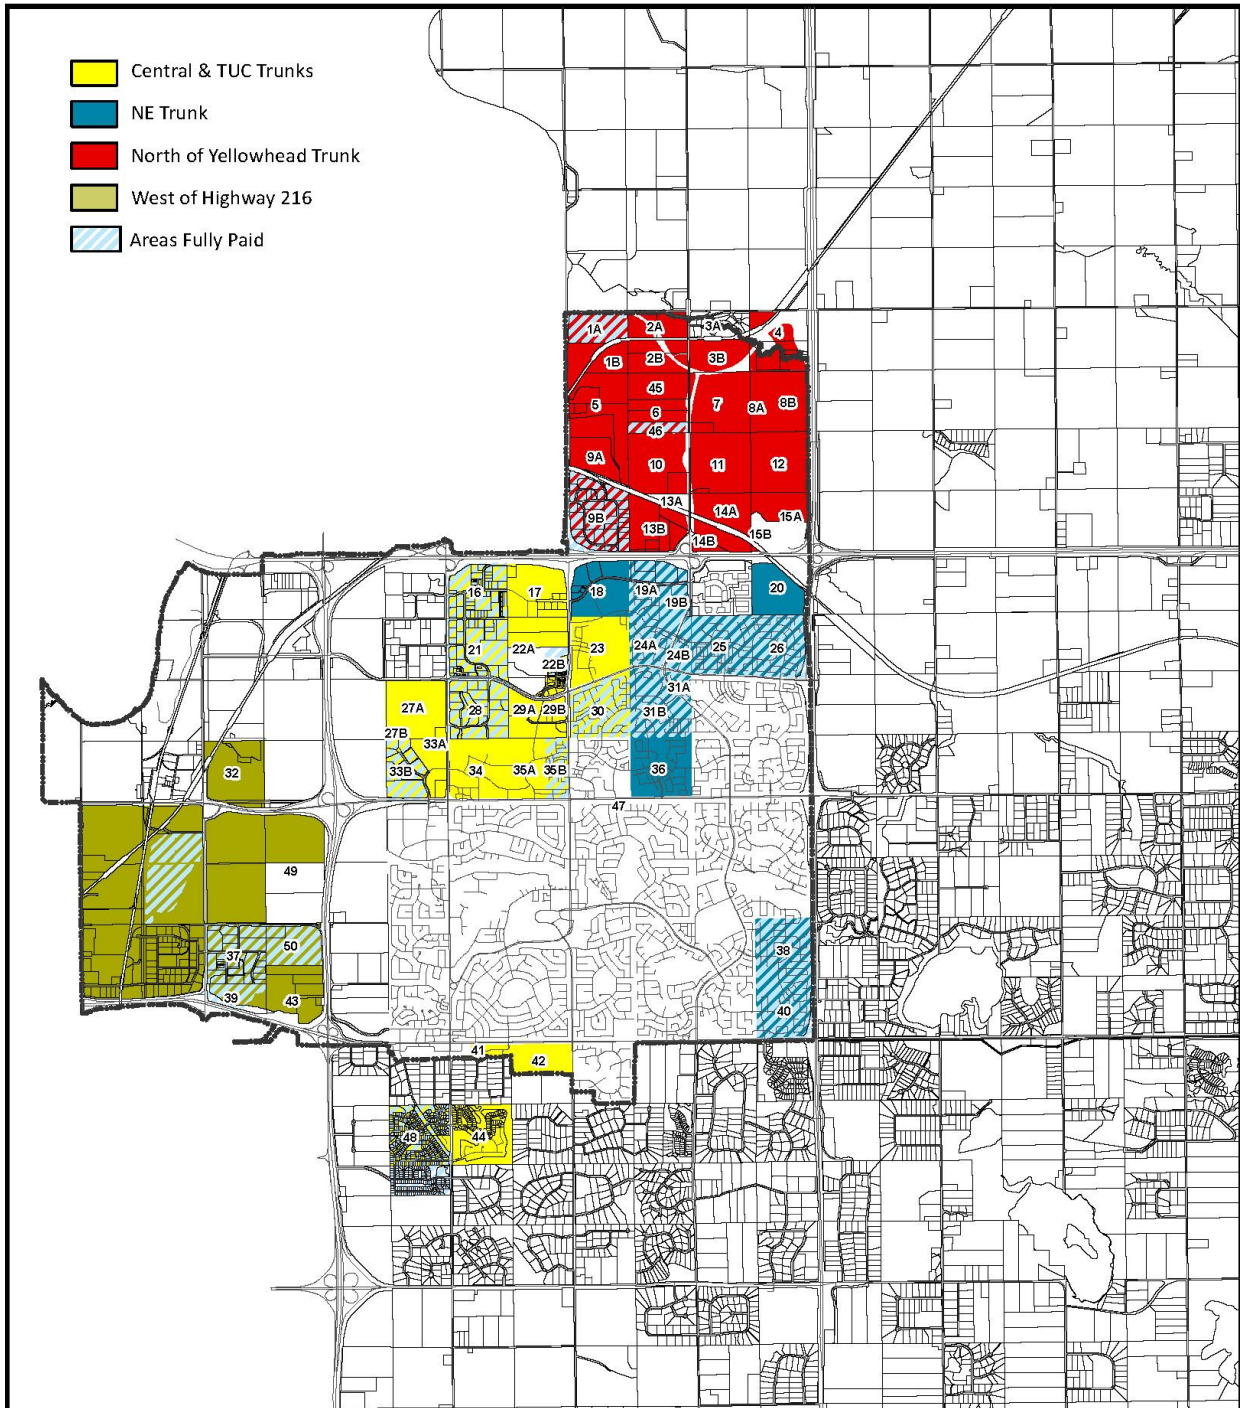 Central & TUC Trunks
NE Trunk
North of Yellowhead Trunk
West of Highway 216
Areas Fully Paid
1A 2A 3A 4
1B 2B 3B
45
5 6 7 8A 8B
46
9A 10 11 12
13A
9B 13B 14A 15A
14B 15B
16 17 18 19A 19B 20
21 22A 22B 23 24A 24B 25 26
27A 28 29A 29B 30 31A 31B
27B 33A
32 33B 34 35A 35B 36
47
49
37 50 38
39 43 40
41 42
48 44